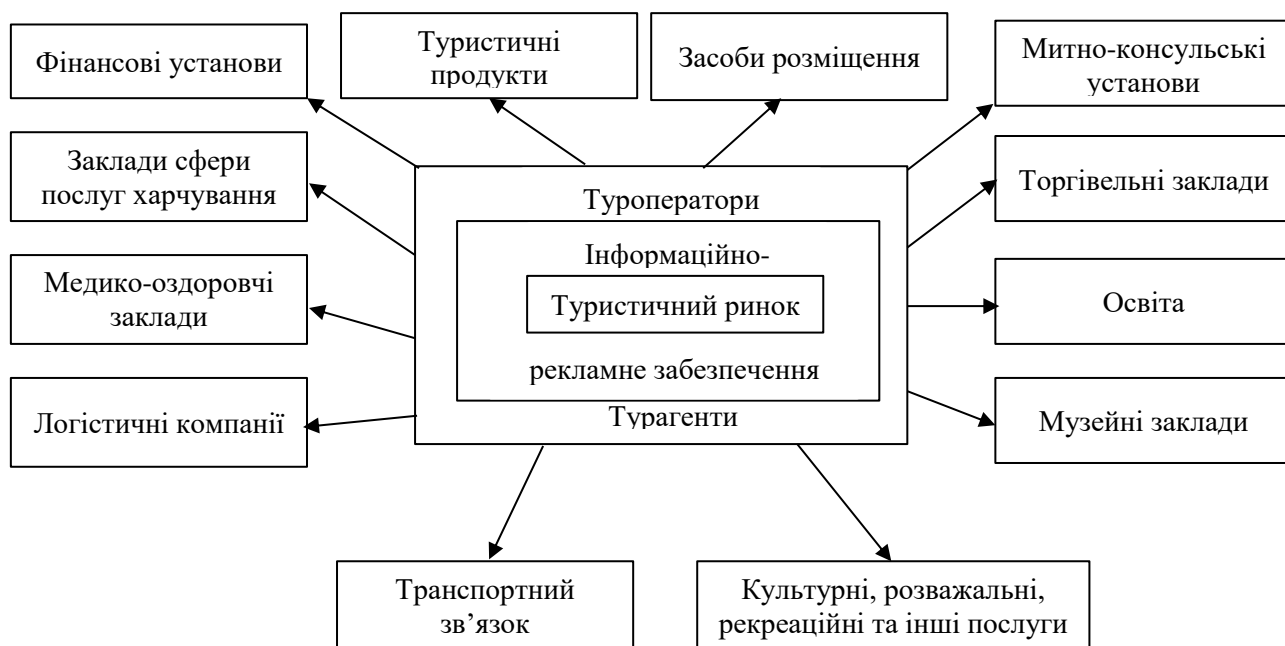 Фінансові установи
Туристичні
продукти
Засоби розміщення
Митно-консульські
установи
Заклади сфери
послуг харчування
Торгівельні заклади
Медико-оздоровчі
заклади
Освіта
Логістичні компанії
Музейні заклади
Туроператори
Інформаційно-
Туристичний ринок
рекламне забезпечення
Турагенти
Транспортний
зв’язок
Культурні, розважальні,
рекреаційні та інші послуги